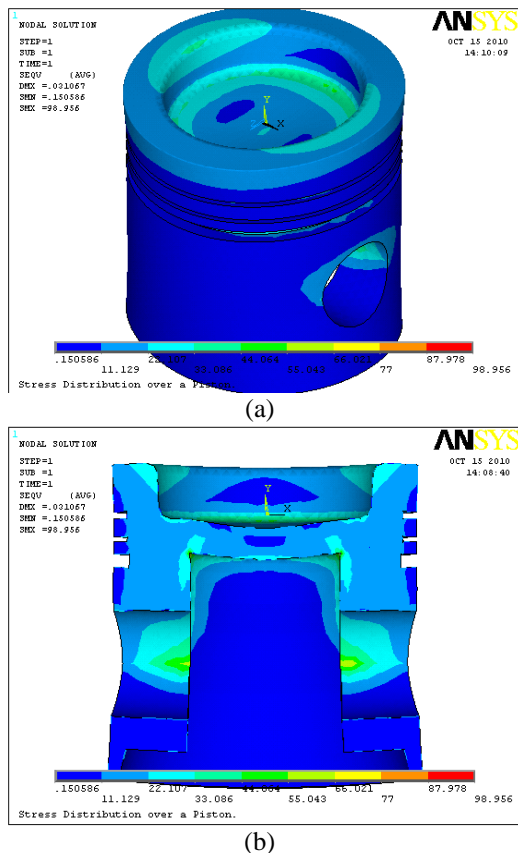 1
NODAL SOLUTION
STEP=1
SUB =1
TIME=1
SEQV (AVG)
DMX =.031067
SMN =.150586
SMX =98.956
ANSYS
OCT 15 2010
14:10:09
Y
X
.150586 22.107 44.064 66.021 87.978
11.129 33.086 55.043 77 98.956
Stress Distribution over a Piston.
(a)
1
NODAL SOLUTION
STEP=1
SUB =1
TIME=1
SEQV (AVG)
DMX =.031067
SMN =.150586
SMX =98.956
ANSYS
OCT 15 2010
14:08:40
Y
X
.150586 22.107 44.064 66.021 87.978
11.129 33.086 55.043 77 98.956
Stress Distribution over a Piston.
(b)